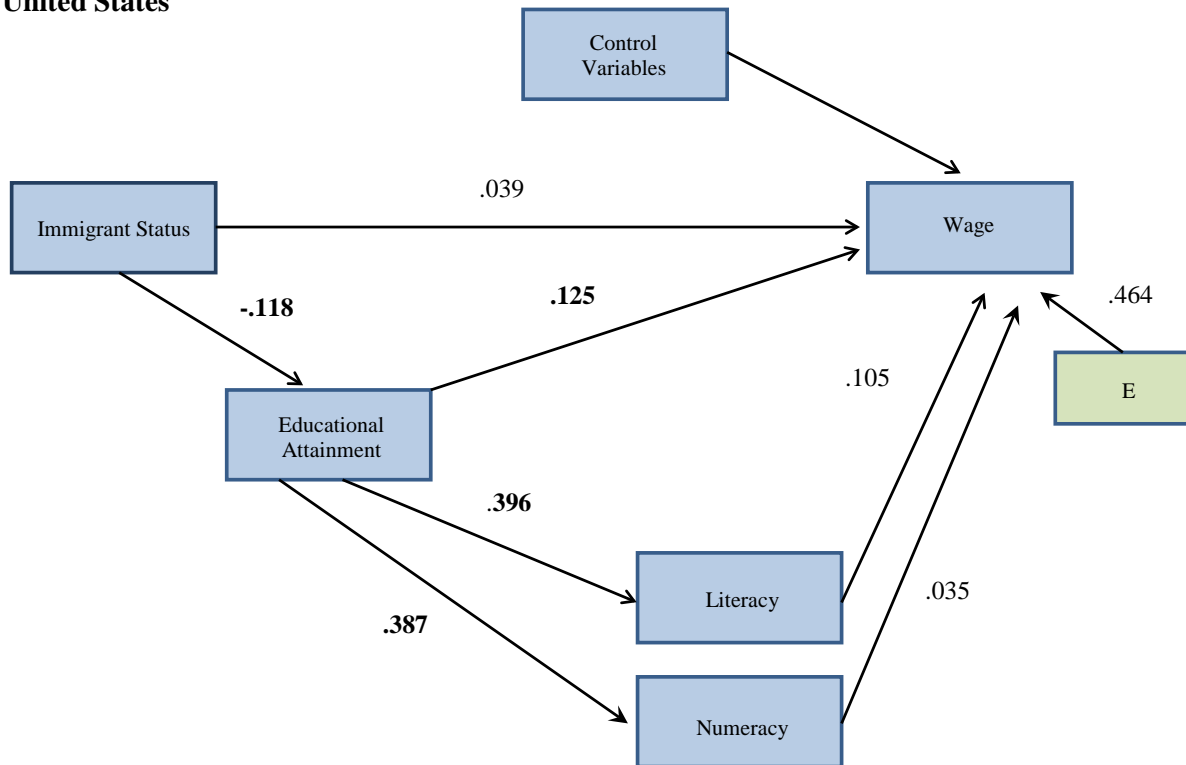 United States
Control
Variables
.039
Immigrant Status
Wage
-.118
.125
.464
.105
E
Educational
Attainment
.396
Literacy
.035
.387
Numeracy